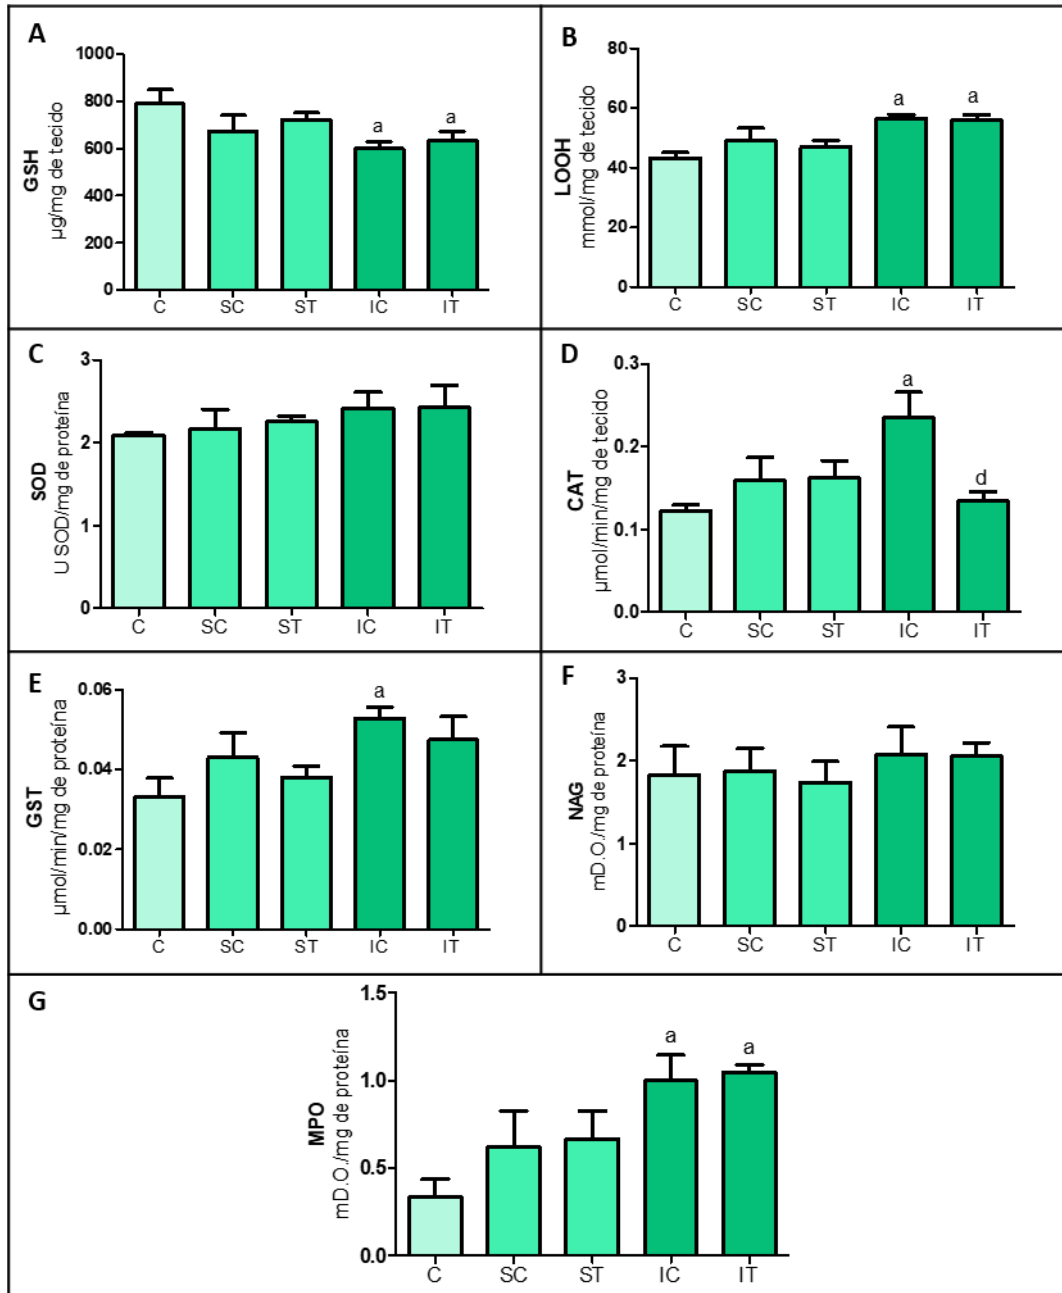 A
GSH
µg/mg de tecido
1000
800
600
400
200
0
a
a
C SC ST IC IT
B
LOOH
mmol/mg de tecido
80
60
40
20
0
a
a
C SC ST IC IT
C
SOD
U SOD/mg de proteína
3
2
1
0
C SC ST IC IT
D
CAT
µmol/min/mg de tecido
0.3
0.2
0.1
0.0
a
d
C SC ST IC IT
E
GST
µmol/min/mg de proteína
0.06
0.04
0.02
0.00
a
C SC ST IC IT
F
NAG
mD.O./mg de proteína
3
2
1
0
C SC ST IC IT
G
MPO
mD.O./mg de proteína
1.5
1.0
0.5
0.0
a
a
C SC ST IC IT